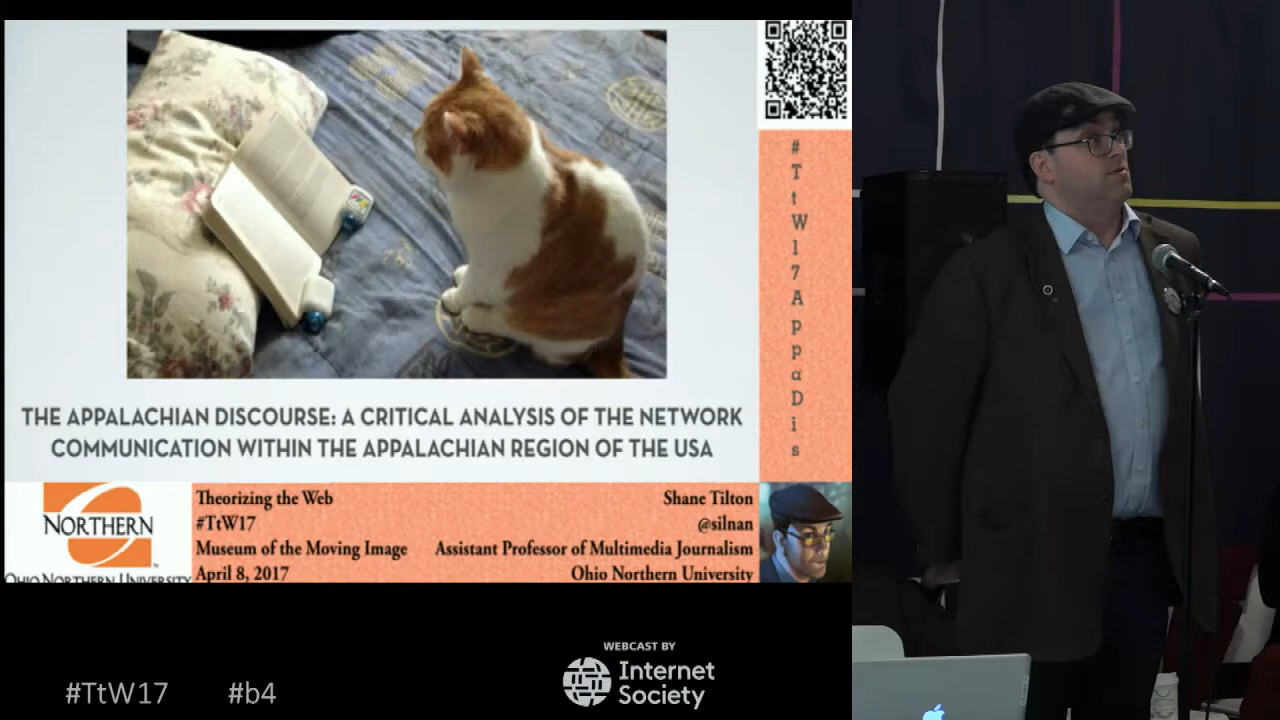 #TtW17AppaDis
THE APPALACHIAN DISCOURSE: A CRITICAL ANALYSIS OF THE NETWORK
COMMUNICATION WITHIN THE APPALACHIAN REGION OF THE USA
NORTHERN
OHIO NORTHERN UNIVERSITY
Theorizing the Web
#TtW17
Museum of the Moving Image
April 8, 2017
Shane Tilton
@silnan
Assistant Professor of Multimedia Journalism
Ohio Northern University
WEBCAST BY
Internet
Society
#TtW17
#b4